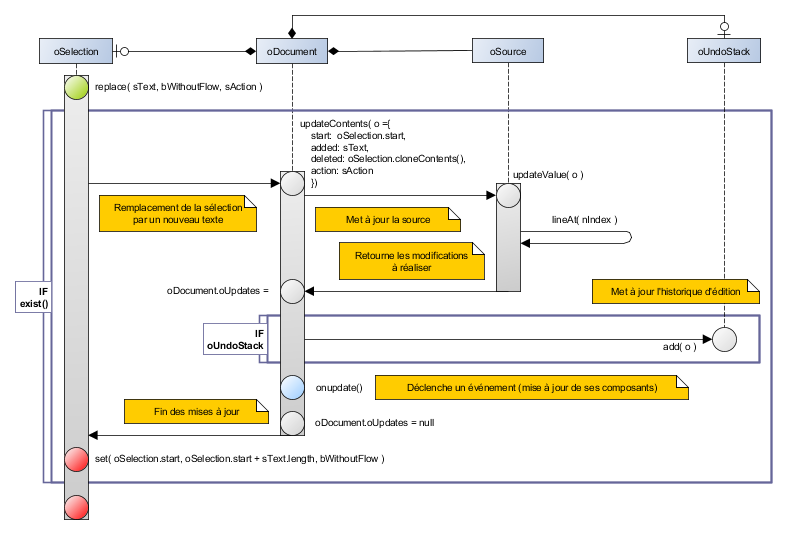 oSelection
oDocument
oSource
oUndoStack
replace( sText, bWithoutFlow, sAction )
updateContents( o ={
start:  oSelection.start,
added: sText,
deleted: oSelection.cloneContents(),
action: sAction
})
updateValue( o )
Remplacement de la sélection
par un nouveau texte
Met à jour la source
lineAt( nIndex )
Retourne les modifications
à réaliser
IF
exist()
oDocument.oUpdates =
Met à jour l'historique d'édition
IF
oUndoStack
add( o )
onupdate()
Déclenche un événement (mise à jour de ses composants)
Fin des mises à jour
oDocument.oUpdates = null
set( oSelection.start, oSelection.start + sText.length, bWithoutFlow )